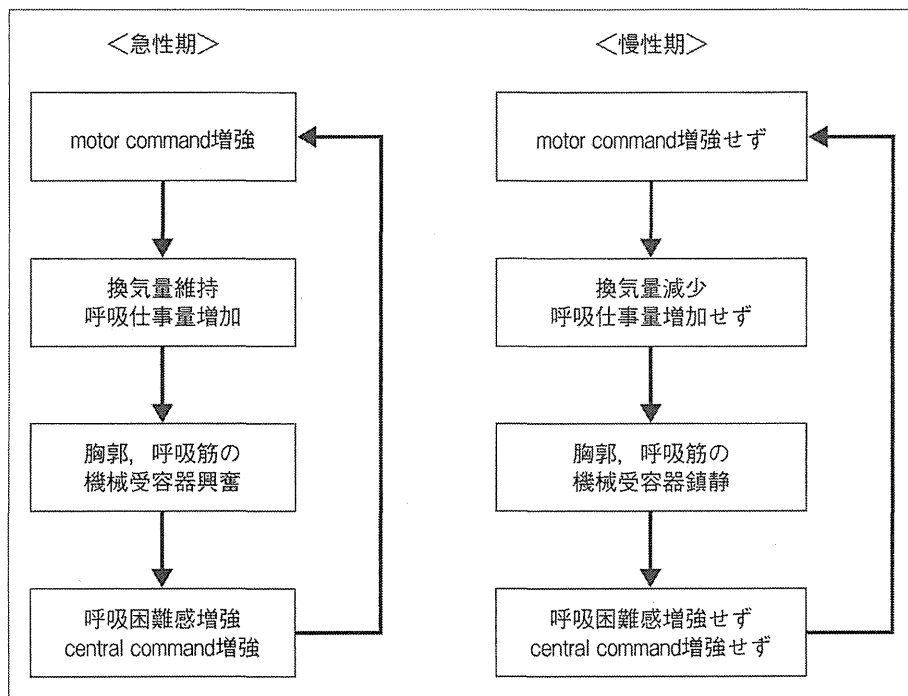 ＜急性期＞
motor command増強
換気量維持
呼吸仕事量増加
胸郭，呼吸筋の
機械受容器興奮
呼吸困難感増強
central command増強
＜慢性期＞
motor command増強せず
換気量減少
呼吸仕事量増加せず
胸郭，呼吸筋の
機械受容器鎮静
呼吸困難感増強せず
central command増強せず